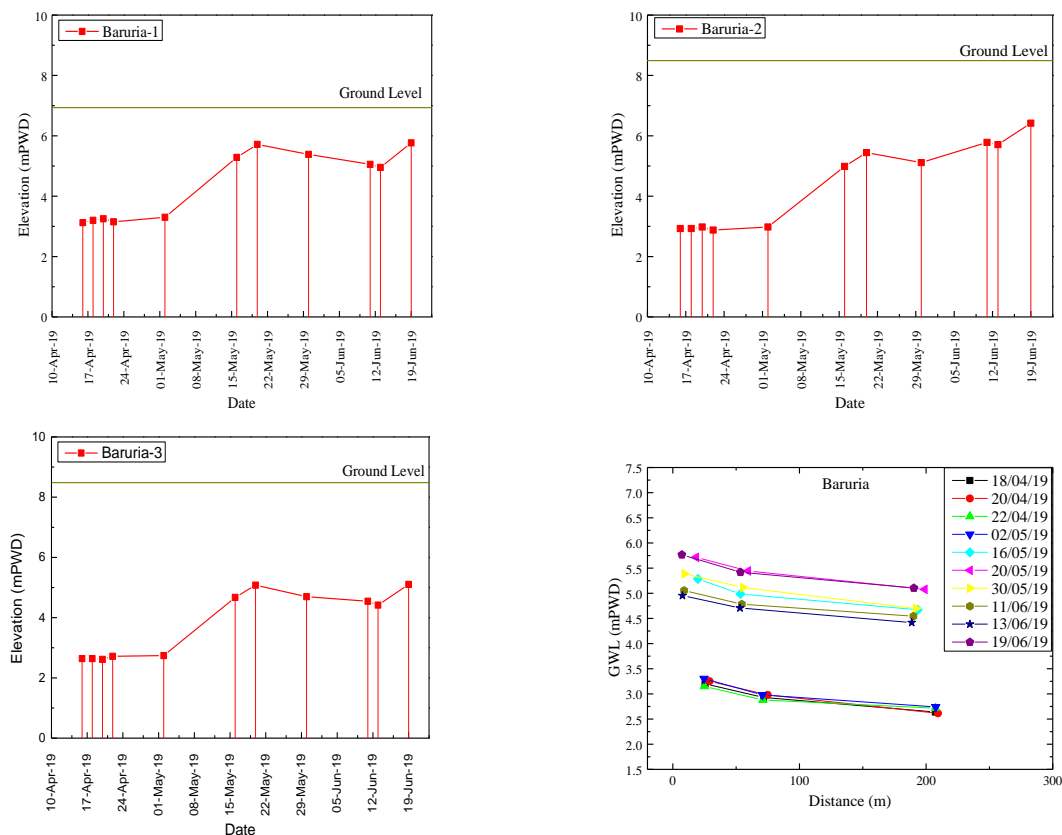 Baruria-1
Ground Level
10
8
6
4
2
0
Elevation (mPWD)
10-Apr-19
17-Apr-19
24-Apr-19
01-May-19
08-May-19
15-May-19
22-May-19
29-May-19
05-Jun-19
12-Jun-19
19-Jun-19
Date
Baruria-2
Ground Level
10
8
6
4
2
0
Elevation (mPWD)
10-Apr-19
17-Apr-19
24-Apr-19
01-May-19
08-May-19
15-May-19
22-May-19
29-May-19
05-Jun-19
12-Jun-19
19-Jun-19
Date
Baruria-3
Ground Level
10
8
6
4
2
0
Elevation (mPWD)
10-Apr-19
17-Apr-19
24-Apr-19
01-May-19
08-May-19
15-May-19
22-May-19
29-May-19
05-Jun-19
12-Jun-19
19-Jun-19
Date
Baruria
18/04/19
20/04/19
22/04/19
02/05/19
16/05/19
20/05/19
30/05/19
11/06/19
13/06/19
19/06/19
7.5
7.0
6.5
6.0
5.5
5.0
4.5
4.0
3.5
3.0
2.5
2.0
1.5
GWL (mPWD)
0
100
200
300
Distance (m)